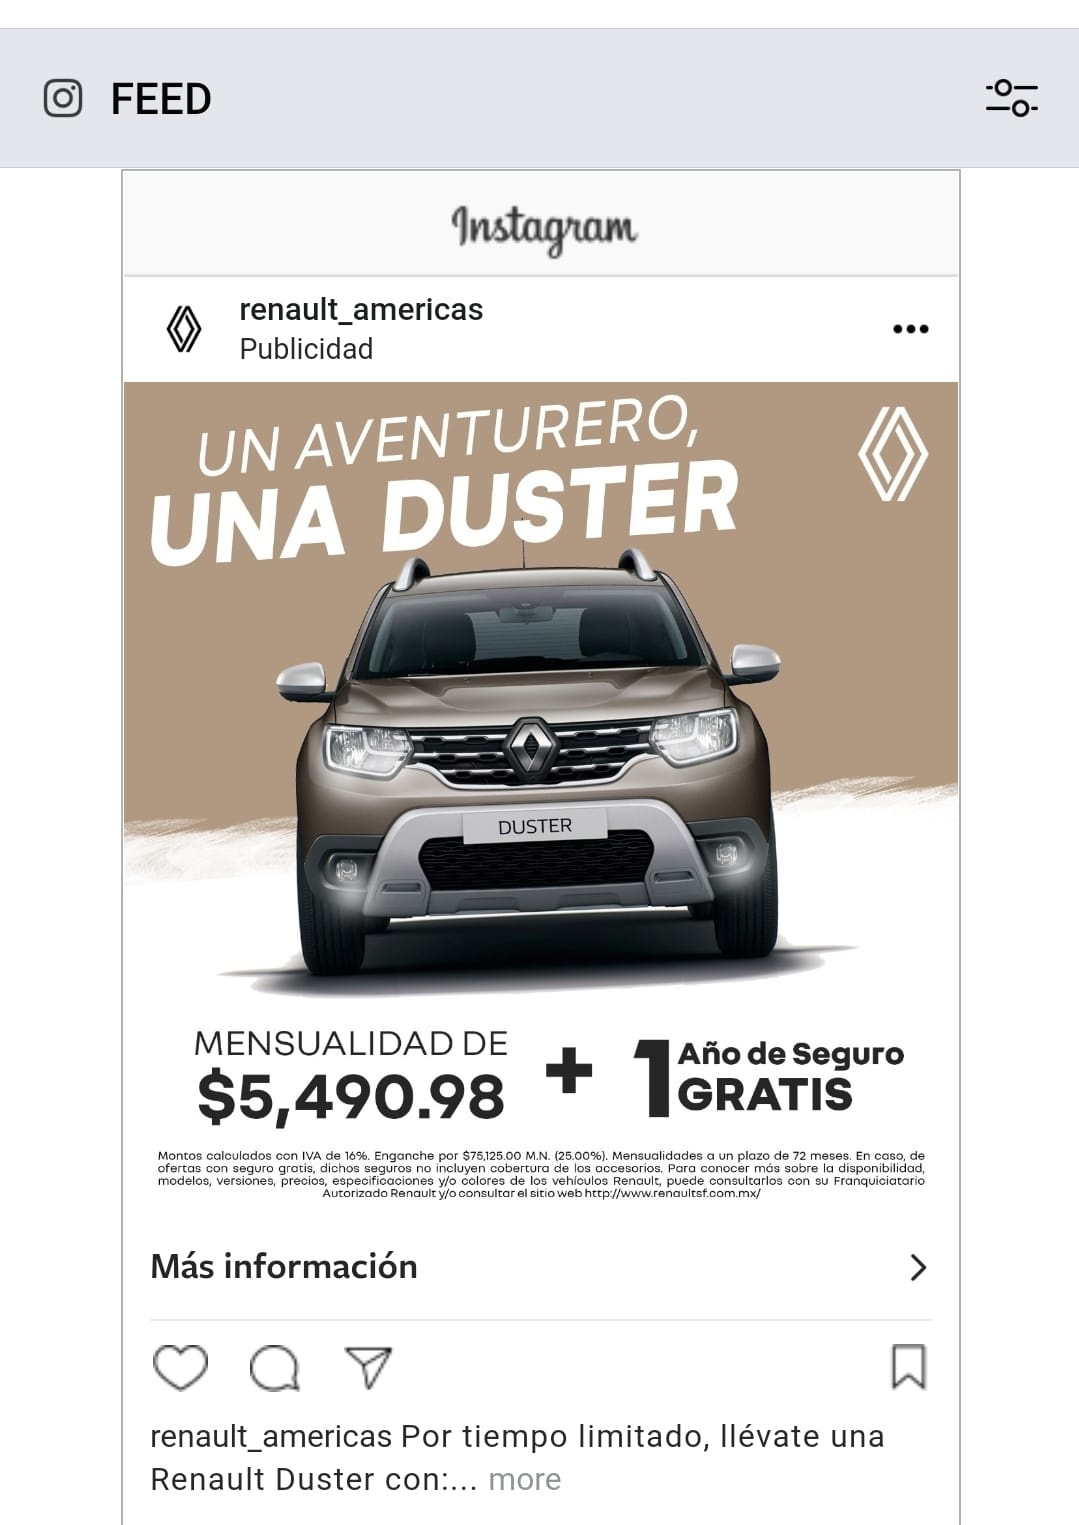 FEED
Instagram
renault_americas
Publicidad
UN AVENTURERO,
UNA DUSTER
DUSTER
MENSUALIDAD DE
$5,490.98
+
1 Año de Seguro
GRATIS
Montos calculados con IVA de 16%. Enganche por $75,125.00 M.N. (25.00%). Mensualidades a un plazo de 72 meses. En caso, de
ofertas con seguro gratis, dichos seguros no incluyen cobertura de los accesorios. Para conocer más sobre la disponibilidad,
modelos, versiones, precios, especificaciones y/o colores de los vehículos Renault, puede consultarlos con su Franquiciatario
Autorizado Renault y/o consultar el sitio web http://www.renaultsf.com.mx/
Más información
renault_americas Por tiempo limitado, llévate una
Renault Duster con:... more